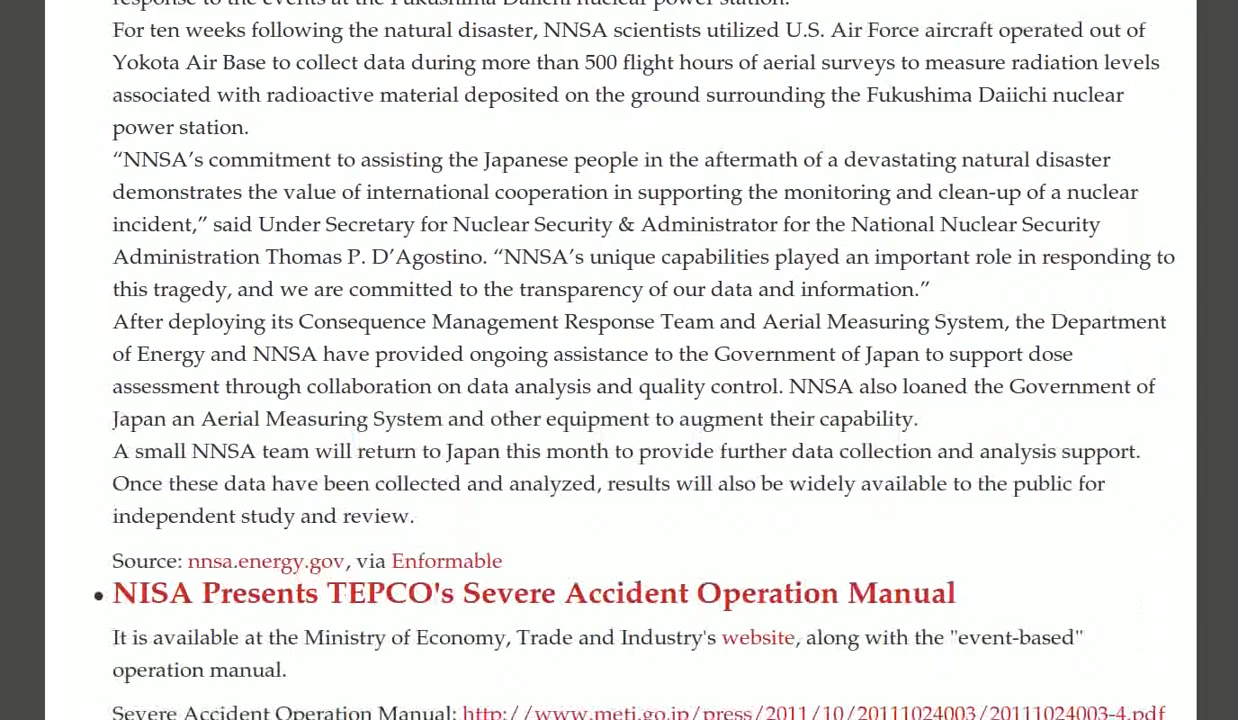 response to the events at the Fukushima Daiichi nuclear power station.
For ten weeks following the natural disaster, NNSA scientists utilized U.S. Air Force aircraft operated out of
Yokota Air Base to collect data during more than 500 flight hours of aerial surveys to measure radiation levels
associated with radioactive material deposited on the ground surrounding the Fukushima Daiichi nuclear
power station.
“NNSA’s commitment to assisting the Japanese people in the aftermath of a devastating natural disaster
demonstrates the value of international cooperation in supporting the monitoring and clean-up of a nuclear
incident,” said Under Secretary for Nuclear Security & Administrator for the National Nuclear Security
Administration Thomas P. D’Agostino. “NNSA’s unique capabilities played an important role in responding to
this tragedy, and we are committed to the transparency of our data and information.”
After deploying its Consequence Management Response Team and Aerial Measuring System, the Department
of Energy and NNSA have provided ongoing assistance to the Government of Japan to support dose
assessment through collaboration on data analysis and quality control. NNSA also loaned the Government of
Japan an Aerial Measuring System and other equipment to augment their capability.
A small NNSA team will return to Japan this month to provide further data collection and analysis support.
Once these data have been collected and analyzed, results will also be widely available to the public for
independent study and review.
Source: nnsa.energy.gov, via Enformable
• NISA Presents TEPCO's Severe Accident Operation Manual
It is available at the Ministry of Economy, Trade and Industry's website, along with the "event-based"
operation manual.
Severe Accident Operation Manual: http://www.meti.go.jp/press/2011/10/20111024003/20111024003-4.pdf